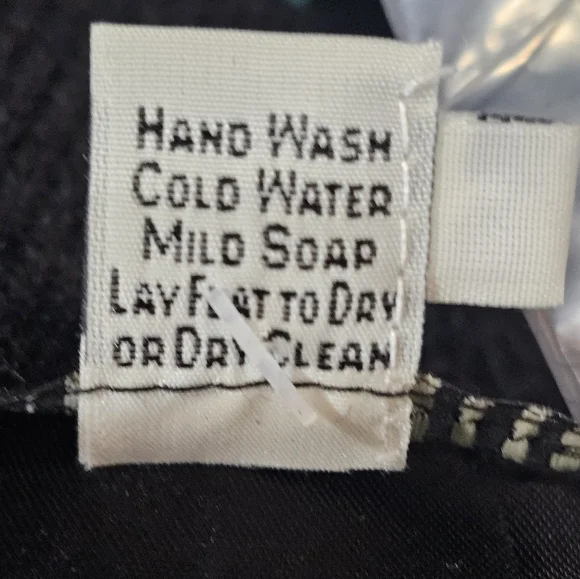 HAND WASH
COLD WATER
MILD SOAP
LAY FLAT TO DRY
OR DRY CLEAN